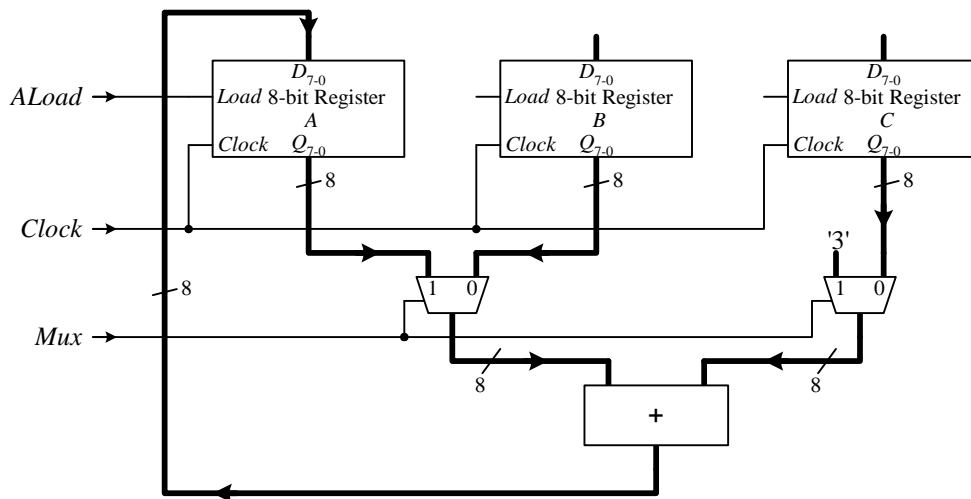 D7-0 D7-0 D7-0
ALoad Load 8-bit Register Load 8-bit Register Load 8-bit Register
A B C
Clock Q7-0 Clock Q7-0 Clock Q7-0
8 8 8
Clock
'3'
1 0 1 0
8
Mux
8 8
+